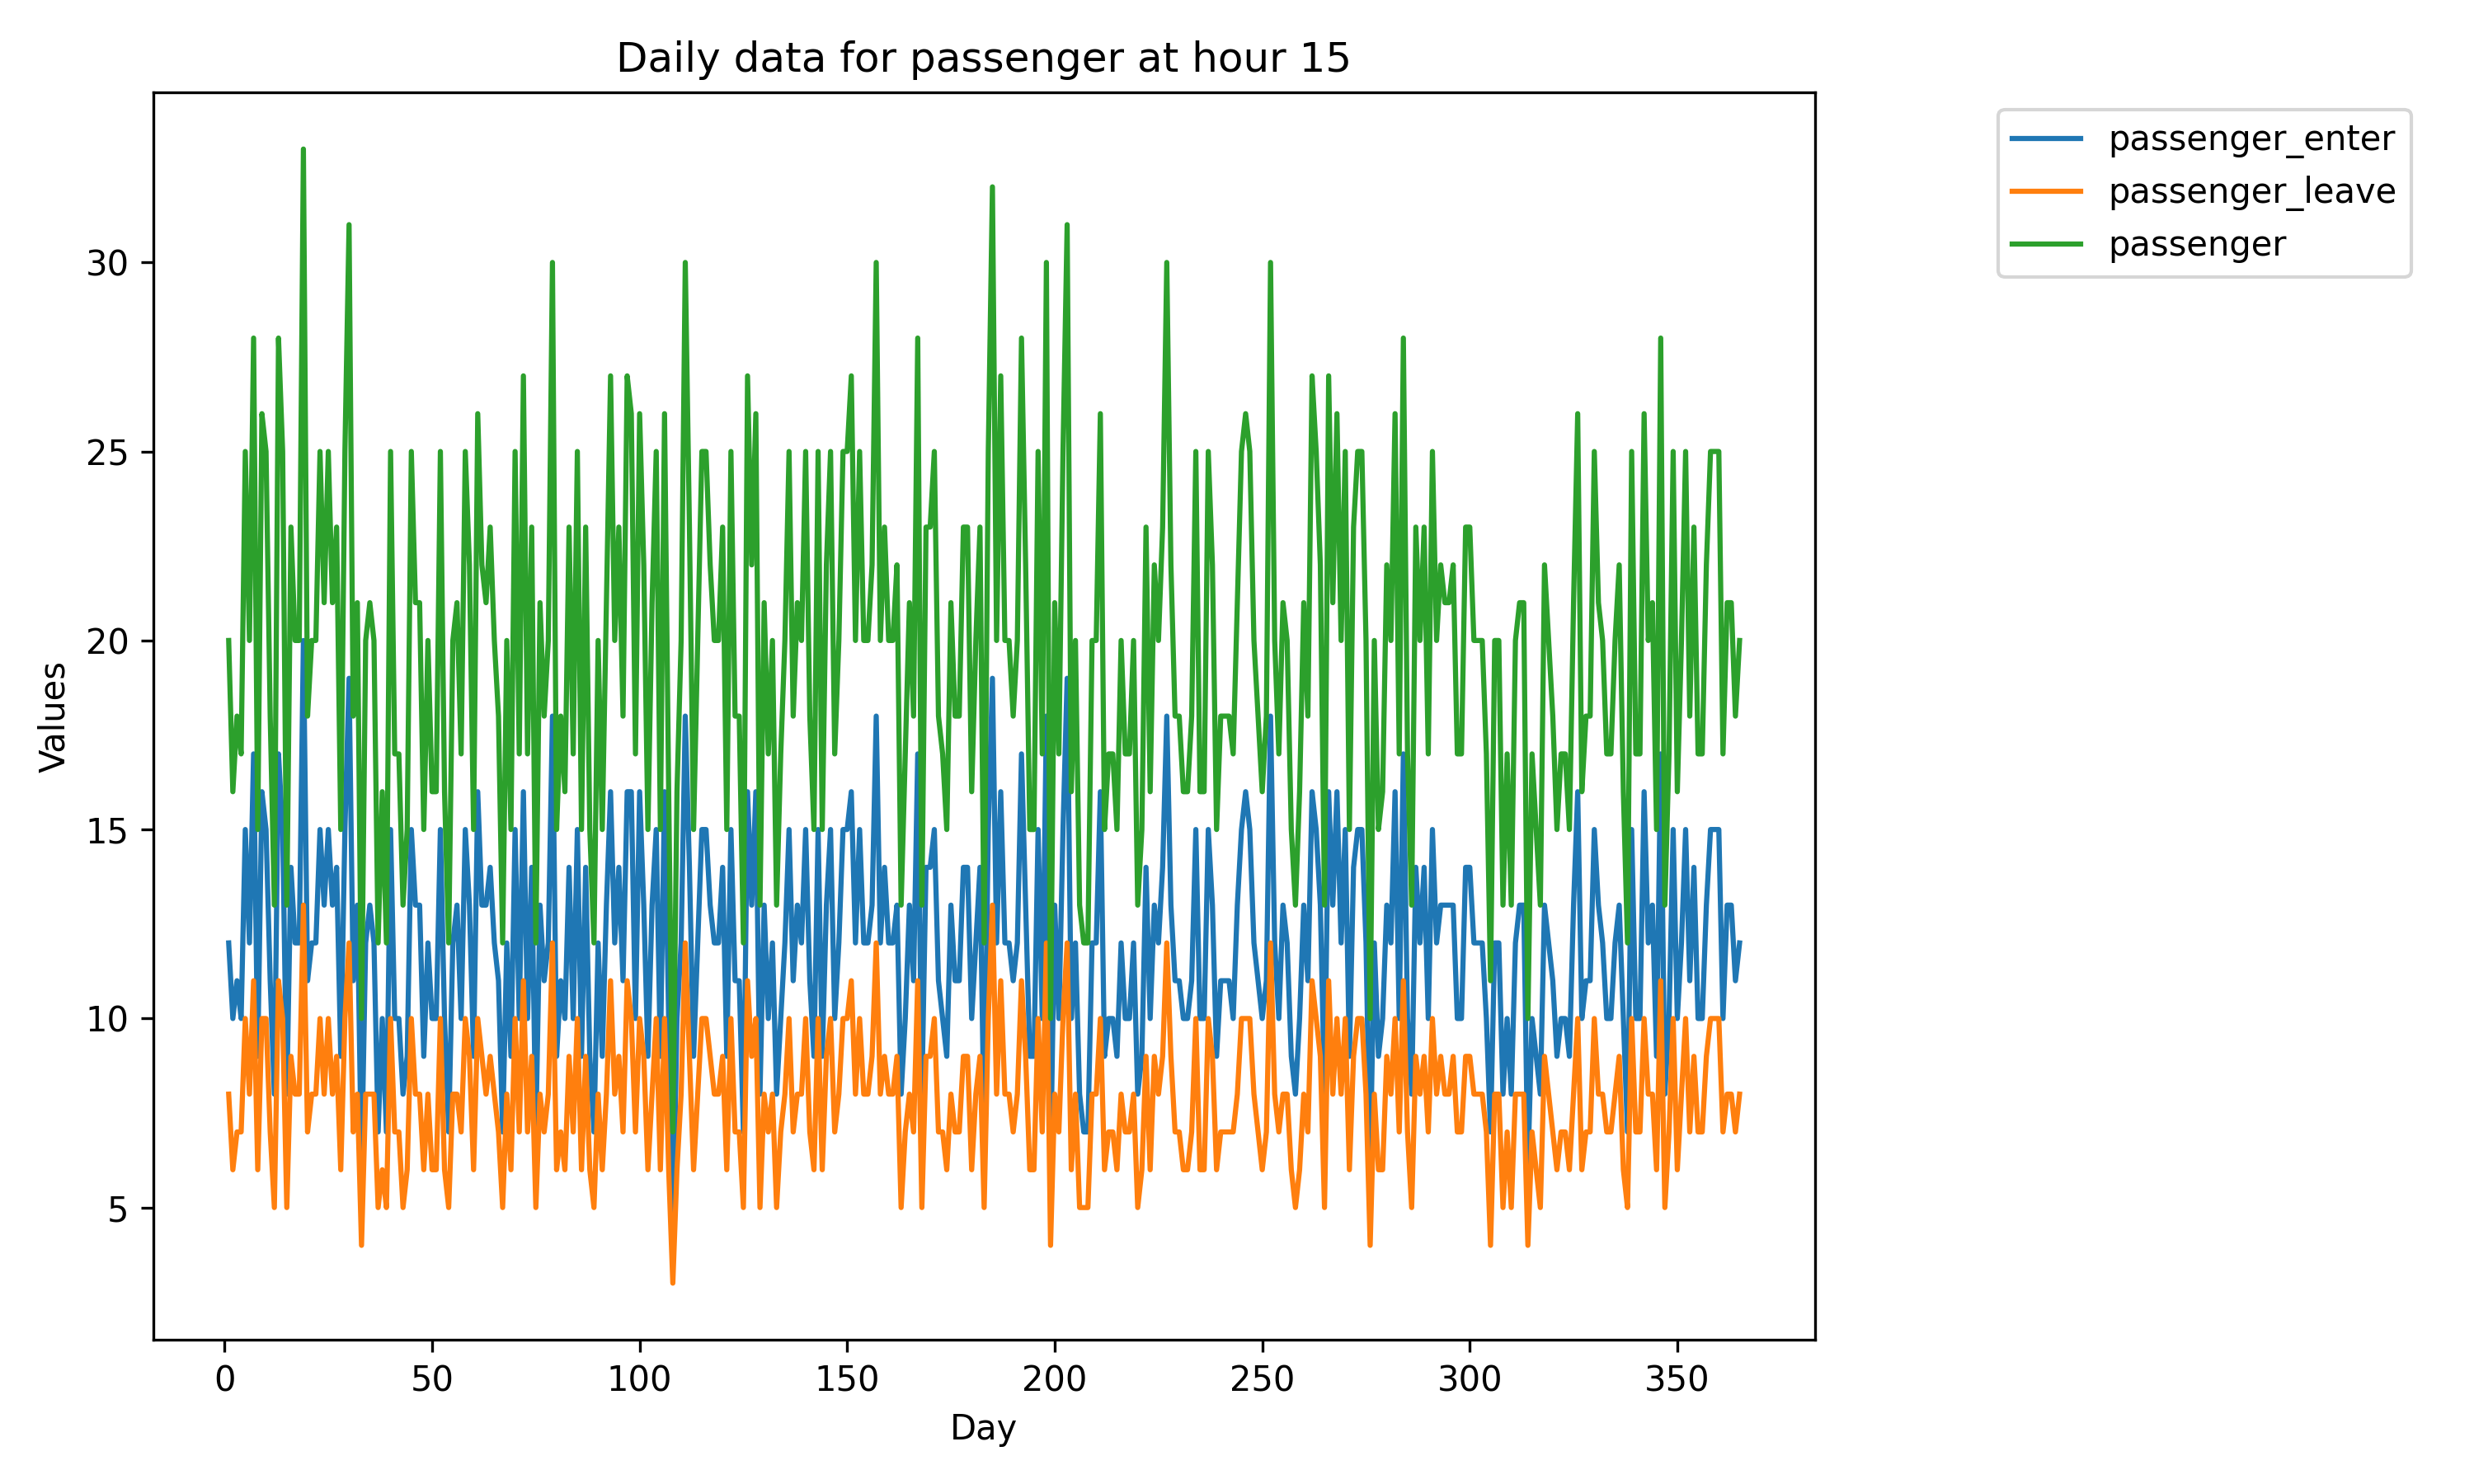 Daily data for passenger at hour 15
passenger_enter
passenger_leave
passenger
30
25
20
15
10
5
Values
0 50 100 150 200 250 300 350
Day